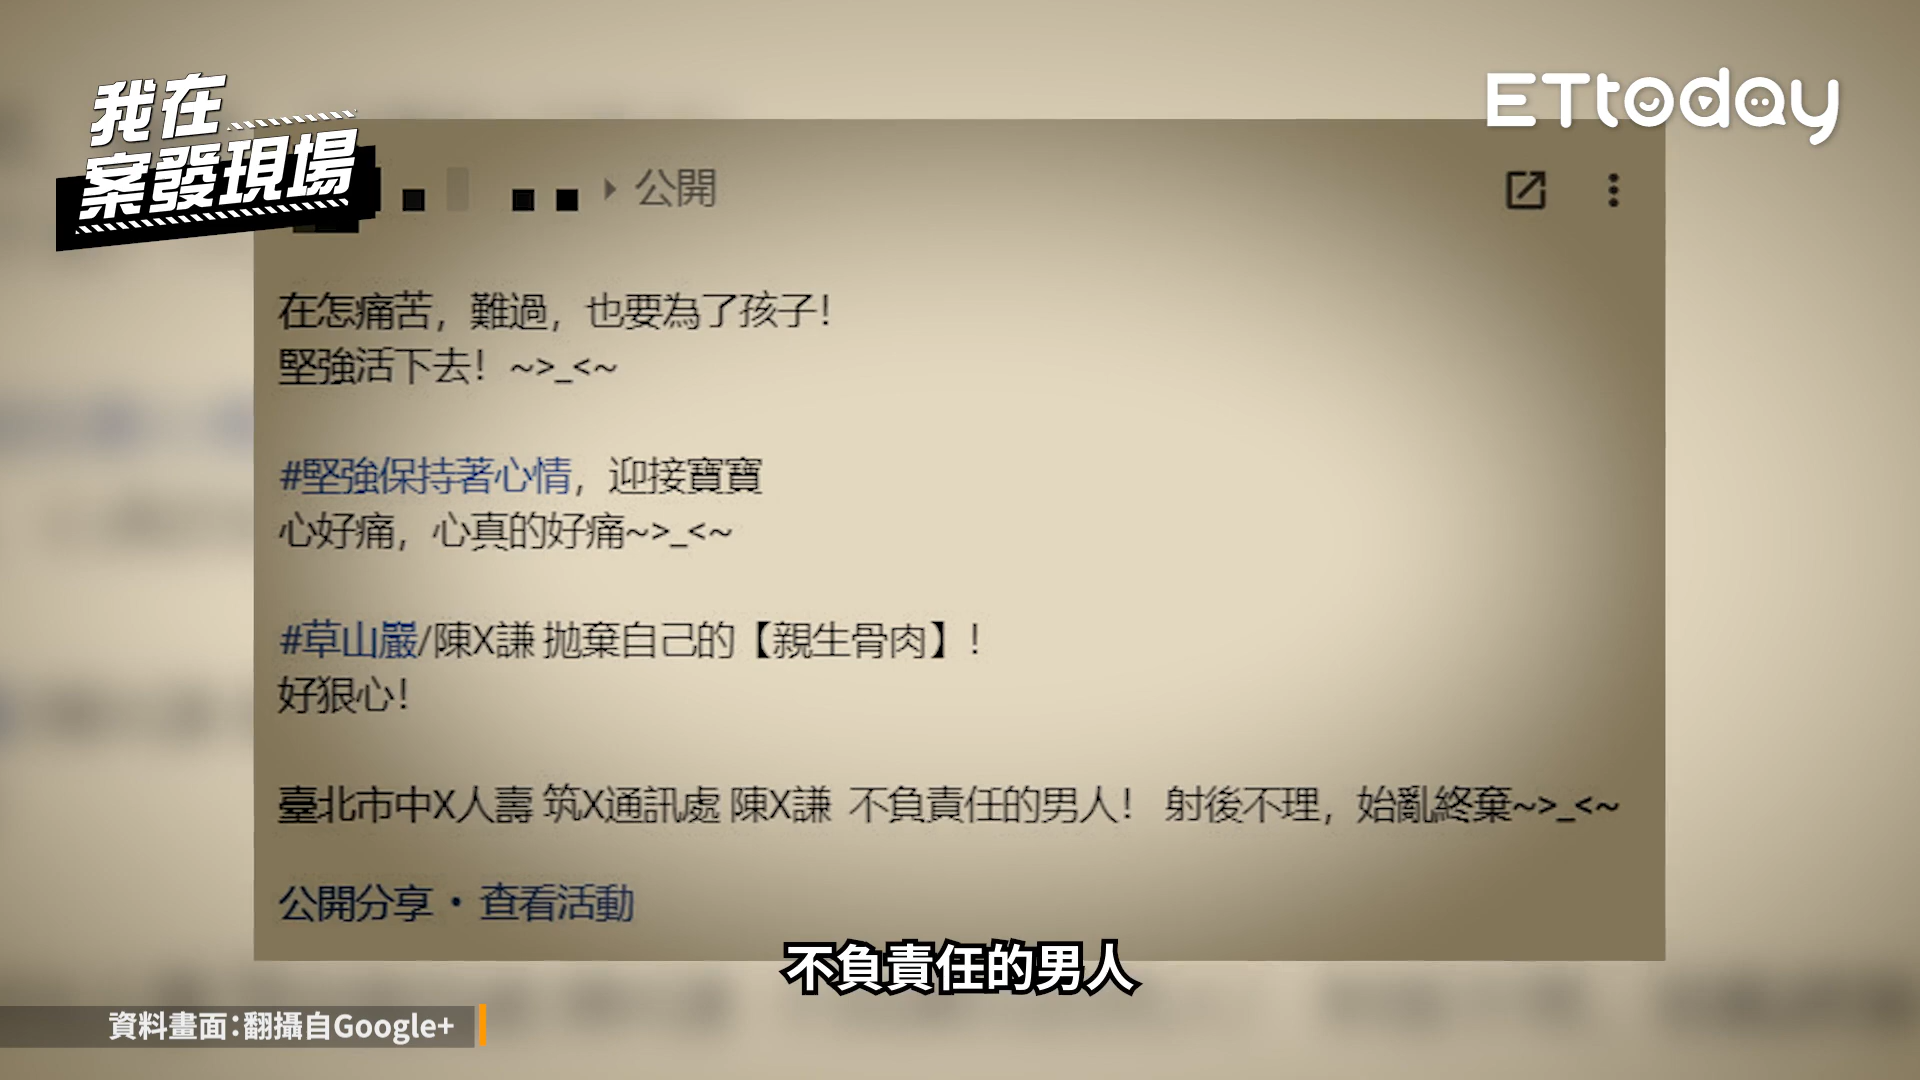 我在
案發現場
ETtoday
公開
在怎痛苦，難過，也要為了孩子！
堅強活下去！~>_<~
#堅強保持著心情，迎接寶寶
心好痛，心真的好痛~>_<~
#草山巖/陳X謙 拋棄自己的【親生骨肉】！
好狠心！
臺北市中X人壽 筑X通訊處 陳X謙 不負責任的男人！ 射後不理，始亂終棄~>_<~
公開分享・查看活動
不負責任的男人
資料畫面：翻攝自Google+